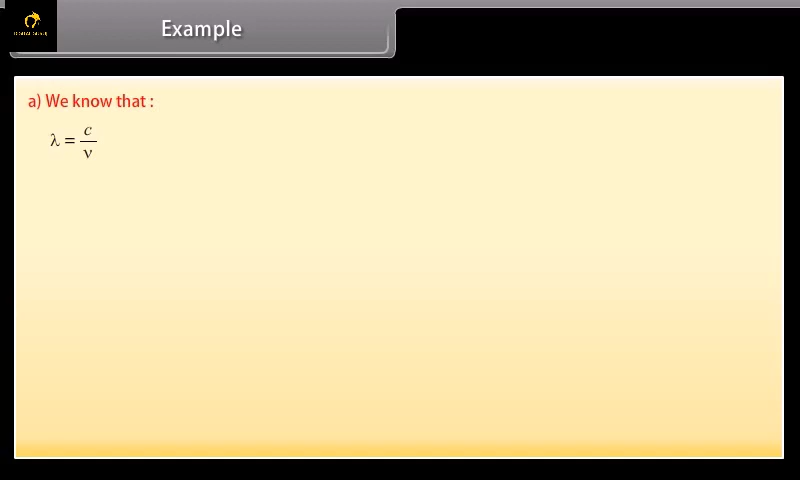 Example
a) We know that :
λ = c/ν